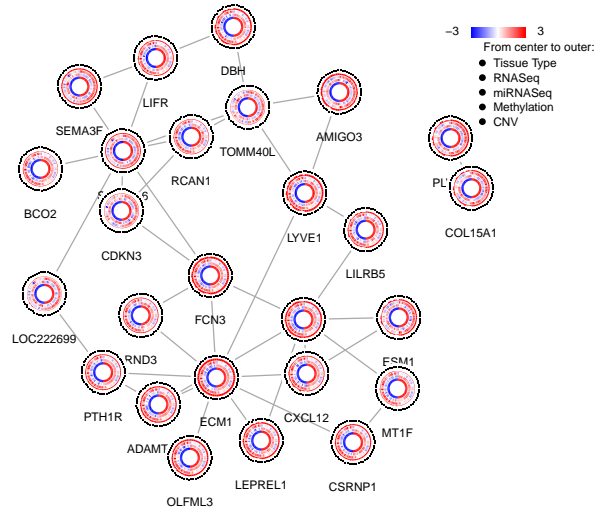 −3 3
From center to outer:
Tissue Type
RNASeq
miRNASeq
Methylation
CNV
DBH
LIFR
SEMA3F
TOMM40L
AMIGO3
RCAN1
BCO2
COL15A1
CDKN3
LYVE1
LILRB5
FCN3
LOC222699
RND3
ESM1
PTH1R
ECM1
CXCL12
MT1F
ADAMT
LEPREL1
CSRNP1
OLFML3